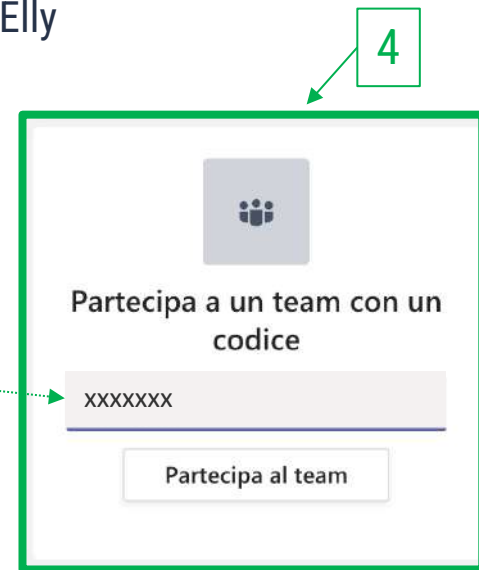 Elly
4
Partecipa a un team con un
codice
xxxxxxx
Partecipa al team